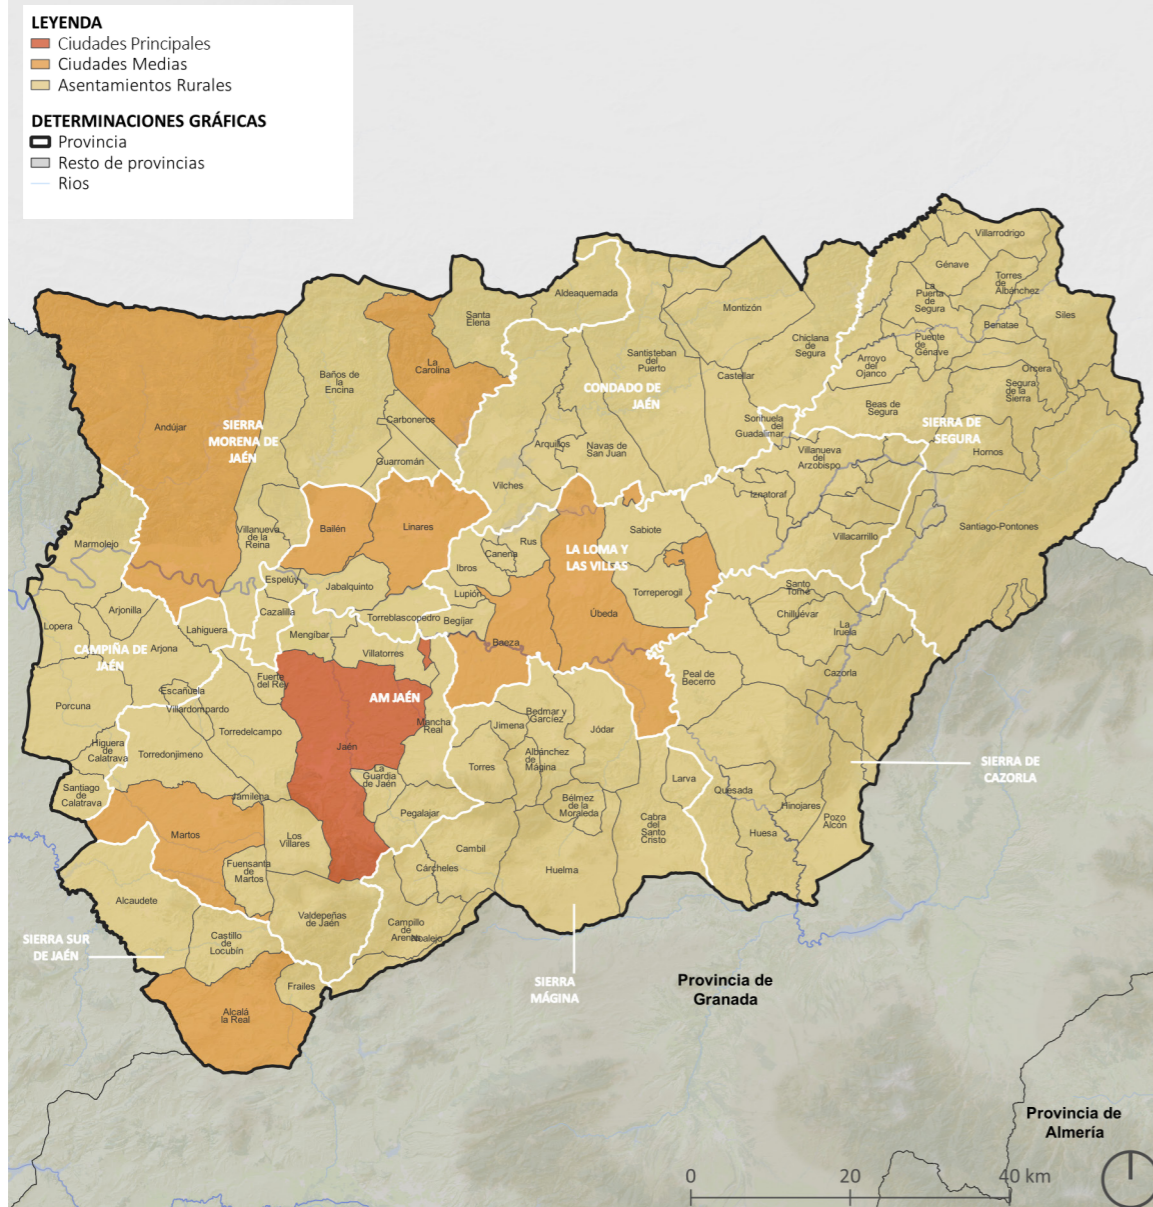 LEYENDA
Ciudades Principales
Ciudades Medias
Asentamientos Rurales
DETERMINACIONES GRÁFICAS
Provincia
Resto de provincias
Rios
Villarrodrigo
Génave
Torres
de
Albánchez
La
Puerta
de
Segura
Siles
Benatae
Puente
de
Génave
Arroyo
del
Ojanco
Orcera
Segura
de la
Sierra
Beas de
Segura
SIERRA DE
SEGURA
Hornos
Santiago-Pontones
Aldeaquemada
Santa
Elena
Montizón
Chiclana
de
Segura
Santisteban
del
Puerto
Castellar
CONDADO DE
JAÉN
La
Carolina
Baños de
la
Encina
Carboneros
Guarromán
Andújar
SIERRA
MORENA DE
JAÉN
Sorihuela
del
Guadalimar
Arquillos
Navas de
San Juan
Vilches
Villanueva
del
Arzobispo
Iznatoraf
Villacarrillo
Villanueva
de la
Reina
Bailén
Linares
Marmolejo
Rus
Canena
Ibros
Lupión
Sabiote
LA LOMA Y
LAS VILLAS
Torreperogil
Úbeda
Baeza
Begíjar
Espelúy
Jabalquinto
Cazalilla
Torreblascopedro
Mengíbar
Villatorres
Arjonilla
Lopera
Lahiguera
Arjona
CAMPIÑA DE
JAÉN
Escañuela
Fuerte
del Rey
Porcuna
Villardompardo
Higuera
de
Calatrava
Torredelcampo
Torredonjimeno
Santiago
de
Calatrava
Jamilena
AM JAÉN
Jaén
Mancha
Real
La
Guardia
de Jaén
Pegalajar
Martos
Los
Villares
Fuensanta
de
Martos
Valdepeñas
de Jaén
Santo
Tomé
Chilluévar
La
Iruela
Cazorla
Peal de
Becerro
Quesada
Hinojares
Huesa
Pozo
Alcón
SIERRA DE
CAZORLA
Bedmar y
Garcíez
Jimena
Jódar
Torres
Albánchez
de
Mágina
Larva
Bélmez
de la
Moraleda
Cabra
del
Santo
Cristo
Cambil
Cárcheles
Huelma
Campillo
de
Arenas
Noalejo
SIERRA
MÁGINA
Alcaudete
Castillo
de
Locubín
SIERRA SUR
DE JAÉN
Frailes
Alcalá
la Real
Provincia de
Granada
Provincia de
Almería
0 20 40 km